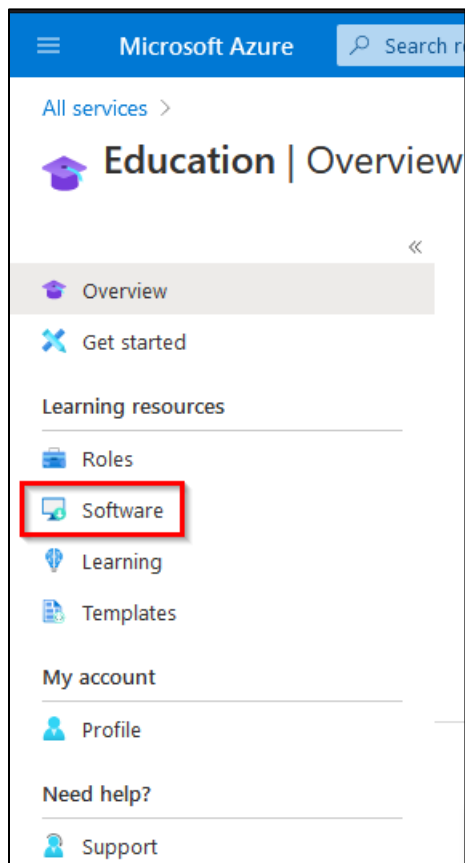 Microsoft Azure
Search
All services >
Education | Overview
«
Overview
Get started
Learning resources
Roles
Software
Learning
Templates
My account
Profile
Need help?
Support